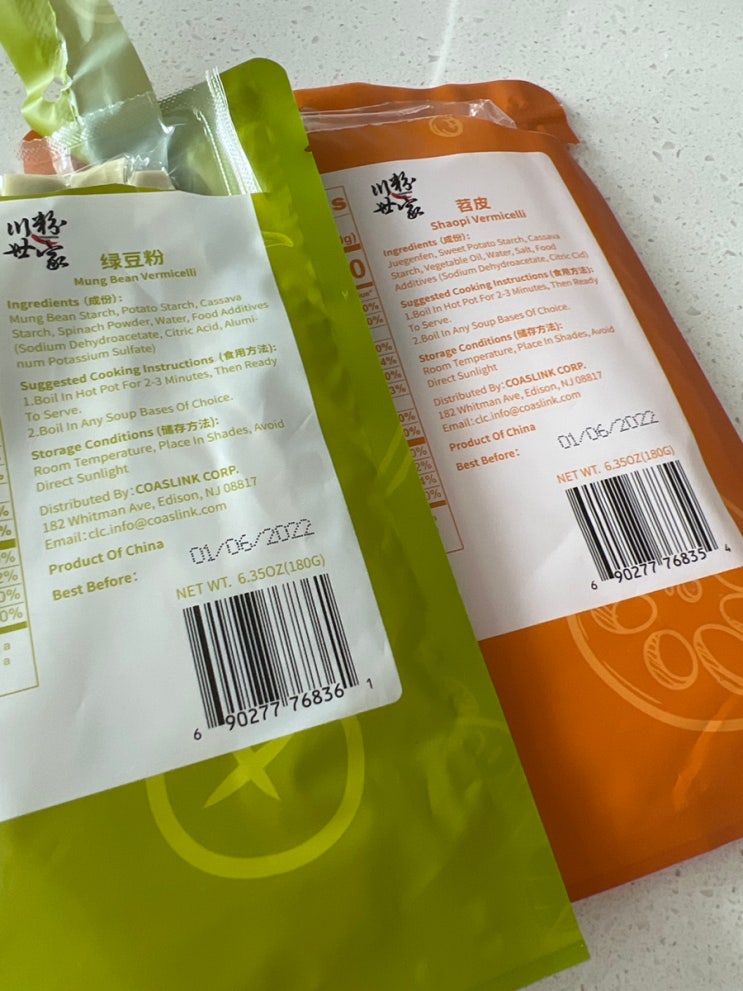 川粉
世家
绿豆粉
Mung Bean Vermicelli
Ingredients (成份):
Mung Bean Starch, Potato Starch, Cassava
Starch, Spinach Powder, Water, Food Additives
(Sodium Dehydroacetate, Citric Acid, Alumi-
num Potassium Sulfate)
Suggested Cooking Instructions (食用方法):
1.Boil In Hot Pot For 2-3 Minutes, Then Ready
To Serve.
2.Boil In Any Soup Bases Of Choice.
Storage Conditions (储存方法):
Room Temperature, Place In Shades, Avoid
Direct Sunlight
Distributed By: COASLINK CORP.
182 Whitman Ave, Edison, NJ 08817
Email: clc.info@coaslink.com
Product Of China
Best Before: 01/06/2022
NET WT. 6.35OZ(180G)
6 90277 76836 1
川粉
世家
苕皮
Shaopi Vermicelli
Ingredients (成份):
Juegenfen, Sweet Potato Starch, Cassava
Starch, Vegetable Oil, Water, Salt, Food
Additives (Sodium Dehydroacetate, Citric Cid)
Suggested Cooking Instructions (食用方法):
1.Boil In Hot Pot For 2-3 Minutes, Then Ready
To Serve.
2.Boil In Any Soup Bases Of Choice.
Storage Conditions (储存方法):
Room Temperature, Place In Shades, Avoid
Direct Sunlight
Distributed By: COASLINK CORP.
182 Whitman Ave, Edison, NJ 08817
Email: clc.info@coaslink.com
Product Of China
Best Before: 01/06/2022
NET WT. 6.35OZ(180G)
6 90277 76835 4